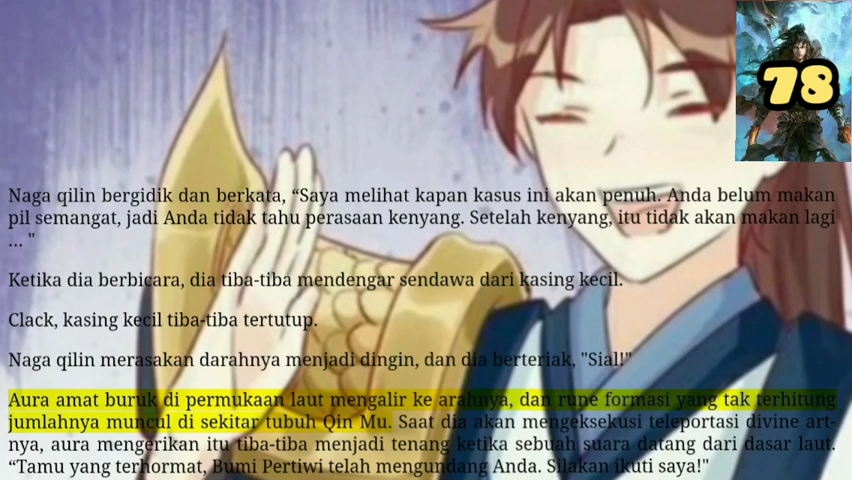 78
Naga qilin bergidik dan berkata, “Saya melihat kapan kasus ini akan penuh. Anda belum makan
pil semangat, jadi Anda tidak tahu perasaan kenyang. Setelah kenyang, itu tidak akan makan lagi
... "
Ketika dia berbicara, dia tiba-tiba mendengar sendawa dari kasing kecil.
Clack, kasing kecil tiba-tiba tertutup.
Naga qilin merasakan darahnya menjadi dingin, dan dia berteriak, "Sial!"
Aura amat buruk di permukaan laut mengalir ke arahnya, dan rune formasi yang tak terhitung
jumlahnya muncul di sekitar tubuh Qin Mu. Saat dia akan mengeksekusi teleportasi divine art-
nya, aura mengerikan itu tiba-tiba menjadi tenang ketika sebuah suara datang dari dasar laut.
“Tamu yang terhormat, Bumi Pertiwi telah mengundang Anda. Silakan ikuti saya!"